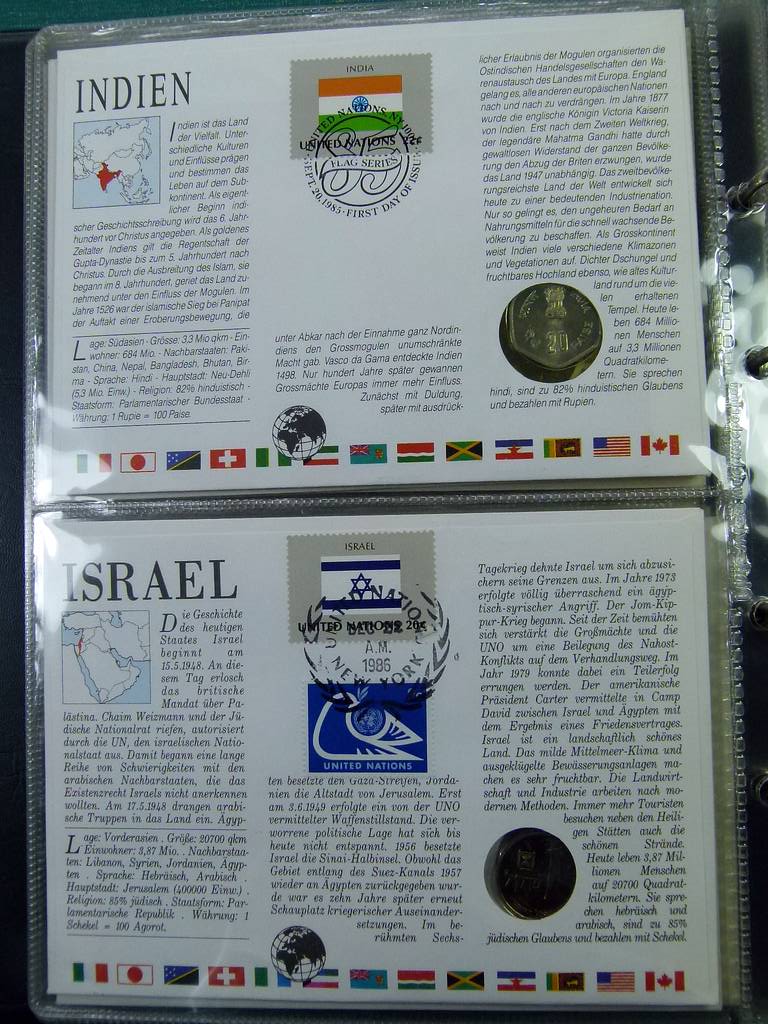 INDIEN
Indien ist das Land
der Vielfalt. Unter-
schiedliche Kulturen
und Einflüsse prägen
und bestimmen das
Leben auf dem Sub-
kontinent. Als eigent-
licher Beginn indi-
scher Geschichtsschreibung wird das 6. Jahr-
hundert vor Christus angegeben. Als goldenes
Zeitalter Indiens gilt die Regentschaft der
Gupta-Dynastie bis zum 5. Jahrhundert nach
Christus. Durch die Ausbreitung des Islam, sie
begann im 8. Jahrhundert, geriet das Land zu-
nehmend unter den Einfluss der Mogulen. Im
Jahre 1526 war der islamische Sieg bei Panipat
der Auftakt einer Eroberungsbewegung, die
Lage: Südasien - Grösse: 3,3 Mio qkm - Ein-
wohner: 684 Mio. - Nachbarstaaten: Paki-
stan, China, Nepal, Bangladesh, Bhutan, Bir-
ma - Sprache: Hindi - Hauptstadt: Neu-Dehli
(5,3 Mio. Einw.) - Religion: 82% hinduistisch -
Staatsform: Parlamentarischer Bundesstaat -
Währung: 1 Rupie = 100 Paise.
INDIA
UNITED NATIONS 22¢
UNITED NATIONS, NY 100
FLAG SERIES
85
SEPT. 20, 1985 · FIRST DAY OF ISSUE
unter Abkar nach der Einnahme ganz Nordin-
diens den Grossmogulen unumschränkte
Macht gab. Vasco da Gama entdeckte Indien
1498. Nur hundert Jahre später gewannen
Grossmächte Europas immer mehr Einfluss.
Zunächst mit Duldung,
später mit ausdrück-
licher Erlaubnis der Mogulen organisierten die
Ostindischen Handelsgesellschaften den Wa-
renaustausch des Landes mit Europa. England
gelang es, alle anderen europäischen Nationen
nach und nach zu verdrängen. Im Jahre 1877
wurde die englische Königin Victoria Kaiserin
von Indien. Erst nach dem Zweiten Weltkrieg,
der legendäre Mahatma Gandhi hatte durch
gewaltlosen Widerstand der ganzen Bevölke-
rung den Abzug der Briten erzwungen, wurde
das Land 1947 unabhängig. Das zweitbevölke-
rungsreichste Land der Welt entwickelt sich
heute zu einer bedeutenden Industrienation.
Nur so gelingt es, den ungeheuren Bedarf an
Nahrungsmitteln für die schnell wachsende Be-
völkerung zu beschaffen. Als Grosskontinent
weist Indien viele verschiedene Klimazonen
und Vegetationen auf. Dichter Dschungel und
fruchtbares Hochland ebenso, wie altes Kultur-
land rund um die vie-
len erhaltenen
Tempel. Heute le-
ben 684 Millio-
nen Menschen
auf 3,3 Millionen
Quadratkilome-
tern. Sie sprechen
hindi, sind zu 82% hinduistischen Glaubens
und bezahlen mit Rupien.
20
ISRAEL
Die Geschichte
des heutigen
Staates Israel
beginnt am
15.5.1948. An die-
sem Tag erlosch
das britische
Mandat über Pa-
lästina. Chaim Weizmann und der Jü-
dische Nationalrat riefen, autorisiert
durch die UN, den israelischen Natio-
nalstaat aus. Damit begann eine lange
Reihe von Schwierigkeiten mit den
arabischen Nachbarstaaten, die das
Existenzrecht Israels nicht anerkennen
wollten. Am 17.5.1948 drangen arabi-
sche Truppen in das Land ein. Ägyp-
Lage: Vorderasien . Größe: 20700 qkm
Einwohner: 3,87 Mio. . Nachbarstaa-
ten: Libanon, Syrien, Jordanien, Ägyp-
ten . Sprache: Hebräisch, Arabisch .
Hauptstadt: Jerusalem (400000 Einw.) .
Religion: 85% jüdisch . Staatsform: Par-
lamentarische Republik . Währung: 1
Schekel = 100 Agorot.
ISRAEL
UNITED NATIONS 20¢
UNITED NATIONS
DEC 22
A.M.
1986
NEW YORK
UNITED NATIONS
ten besetzte den Gaza-Streifen, Jorda-
nien die Altstadt von Jerusalem. Erst
am 3.6.1949 erfolgte ein von der UNO
vermittelter Waffenstillstand. Die ver-
worrene politische Lage hat sich bis
heute nicht entspannt. 1956 besetzte
Israel die Sinai-Halbinsel. Obwohl das
Gebiet entlang des Suez-Kanals 1957
wieder an Ägypten zurückgegeben wur-
de war es zehn Jahre später erneut
Schauplatz kriegerischer Auseinander-
setzungen. Im be-
rühmten Sechs-
Tagekrieg dehnte Israel um sich abzusi-
chern seine Grenzen aus. Im Jahre 1973
erfolgte völlig überraschend ein ägyp-
tisch-syrischer Angriff. Der Jom-Kip-
pur-Krieg begann. Seit der Zeit bemühten
sich verstärkt die Großmächte und die
UNO um eine Beilegung des Nahost-
Konflikts auf dem Verhandlungsweg. Im
Jahr 1979 konnte dabei ein Teilerfolg
errungen werden. Der amerikanische
Präsident Carter vermittelte in Camp
David zwischen Israel und Ägypten mit
dem Ergebnis eines Friedensvertrages.
Israel ist ein landschaftlich schönes
Land. Das milde Mittelmeer-Klima und
ausgeklügelte Bewässerungsanlagen ma-
chen es sehr fruchtbar. Die Landwirt-
schaft und Industrie arbeiten nach mo-
dernen Methoden. Immer mehr Touristen
besuchen neben den Heili-
gen Stätten auch die
schönen Strände.
Heute leben 3,87 Mil-
lionen Menschen
auf 20700 Quadrat-
kilometern. Sie spre-
chen hebräisch und
arabisch, sind zu 85%
jüdischen Glaubens und bezahlen mit Schekel.